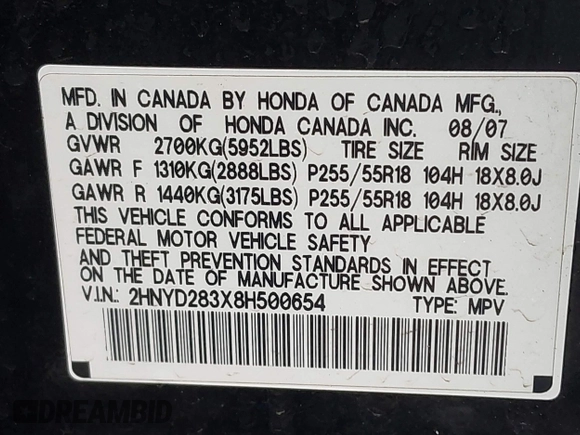 MFD. IN CANADA BY HONDA OF CANADA MFG.,
A DIVISION OF HONDA CANADA INC. 08/07
GVWR 2700KG(5952LBS) TIRE SIZE RIM SIZE
GAWR F 1310KG(2888LBS) P255/55R18 104H 18X8.0J
GAWR R 1440KG(3175LBS) P255/55R18 104H 18X8.0J
THIS VEHICLE CONFORMS TO ALL APPLICABLE
FEDERAL MOTOR VEHICLE SAFETY
AND THEFT PREVENTION STANDARDS IN EFFECT
ON THE DATE OF MANUFACTURE SHOWN ABOVE.
V.I.N.: 2HNYD283X8H500654 TYPE: MPV
DREAMBID